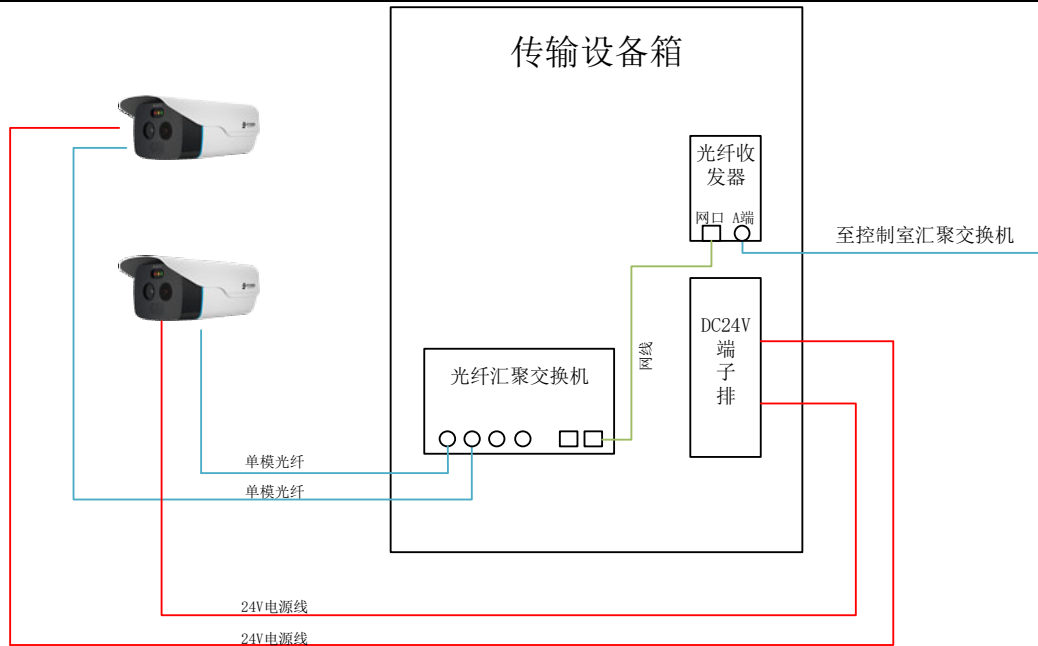 传输设备箱
光纤收
发器
网口 A端
至控制室汇聚交换机
DC24V
端
子
排
网线
光纤汇聚交换机
单模光纤
单模光纤
24V电源线
24V电源线